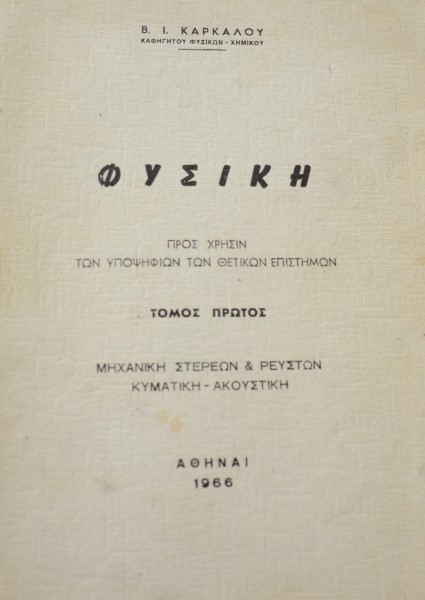 Β. Ι. ΚΑΡΚΑΛΟΥ
ΚΑΘΗΓΗΤΟΥ ΦΥΣΙΚΩΝ - ΧΗΜΙΚΟΥ
ΦΥΣΙΚΗ
ΠΡΟΣ ΧΡΗΣΙΝ
ΤΩΝ ΥΠΟΨΗΦΙΩΝ ΤΩΝ ΘΕΤΙΚΩΝ ΕΠΙΣΤΗΜΩΝ
ΤΟΜΟΣ ΠΡΩΤΟΣ
ΜΗΧΑΝΙΚΗ ΣΤΕΡΕΩΝ & ΡΕΥΣΤΩΝ
ΚΥΜΑΤΙΚΗ - ΑΚΟΥΣΤΙΚΗ
ΑΘΗΝΑΙ
1966